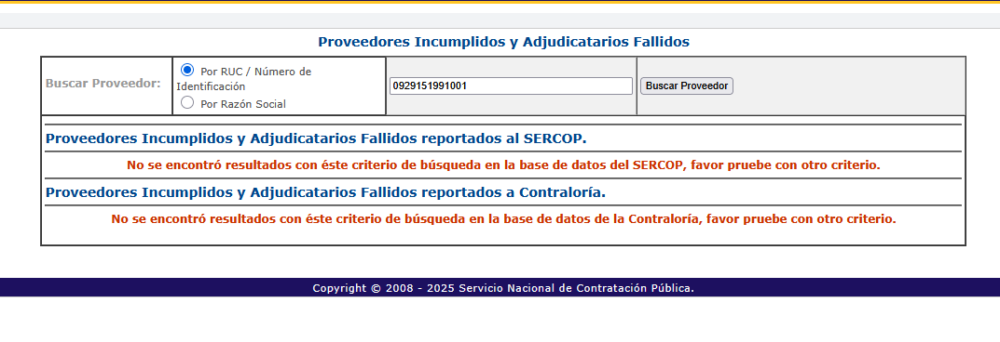 Proveedores Incumplidos y Adjudicatarios Fallidos
Buscar Proveedor:
Por RUC / Número de
Identificación
Por Razón Social
0929151991001
Buscar Proveedor
Proveedores Incumplidos y Adjudicatarios Fallidos reportados al SERCOP.
No se encontró resultados con éste criterio de búsqueda en la base de datos del SERCOP, favor pruebe con otro criterio.
Proveedores Incumplidos y Adjudicatarios Fallidos reportados a Contraloría.
No se encontró resultados con éste criterio de búsqueda en la base de datos de la Contraloría, favor pruebe con otro criterio.
Copyright © 2008 - 2025 Servicio Nacional de Contratación Pública.